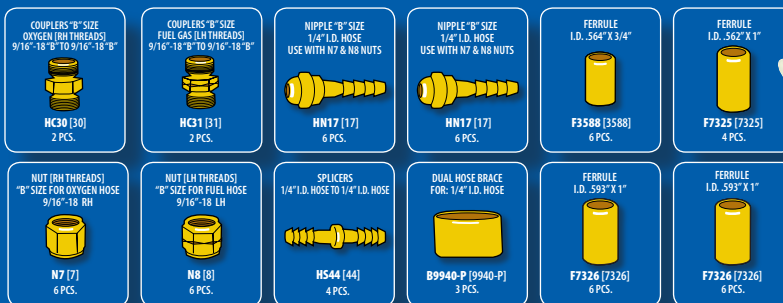 COUPLERS “B” SIZE
OXYGEN [RH THREADS]
9/16”-18 “B” TO 9/16”-18 “B”
HC30 [30]
2 PCS.
COUPLERS “B” SIZE
FUEL GAS [LH THREADS]
9/16”-18 “B” TO 9/16”-18 “B”
HC31 [31]
2 PCS.
NIPPLE “B” SIZE
1/4” I.D. HOSE
USE WITH N7 & N8 NUTS
HN17 [17]
6 PCS.
NIPPLE “B” SIZE
1/4” I.D. HOSE
USE WITH N7 & N8 NUTS
HN17 [17]
6 PCS.
FERRULE
I.D. .564” X 3/4”
F3588 [3588]
6 PCS.
FERRULE
I.D. .562” X 1”
F7325 [7325]
4 PCS.
NUT [RH THREADS]
“B” SIZE FOR OXYGEN HOSE
9/16”-18 RH
N7 [7]
6 PCS.
NUT [LH THREADS]
“B” SIZE FOR FUEL HOSE
9/16”-18 LH
N8 [8]
6 PCS.
SPLICERS
1/4” I.D. HOSE TO 1/4” I.D. HOSE
HS44 [44]
4 PCS.
DUAL HOSE BRACE
FOR: 1/4” I.D. HOSE
B9940-P [9940-P]
3 PCS.
FERRULE
I.D. .593” X 1”
F7326 [7326]
6 PCS.
FERRULE
I.D. .593” X 1”
F7326 [7326]
6 PCS.